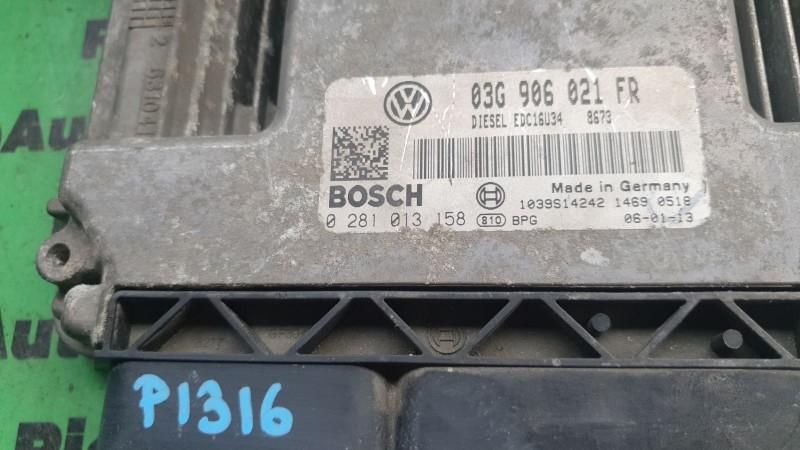 03G 906 021 FR
DIESEL EDC16U34 8673
BOSCH
Made in Germany
1039S14242 1469 0518
0 281 013 158 810 BPG 06-01-13
P1316